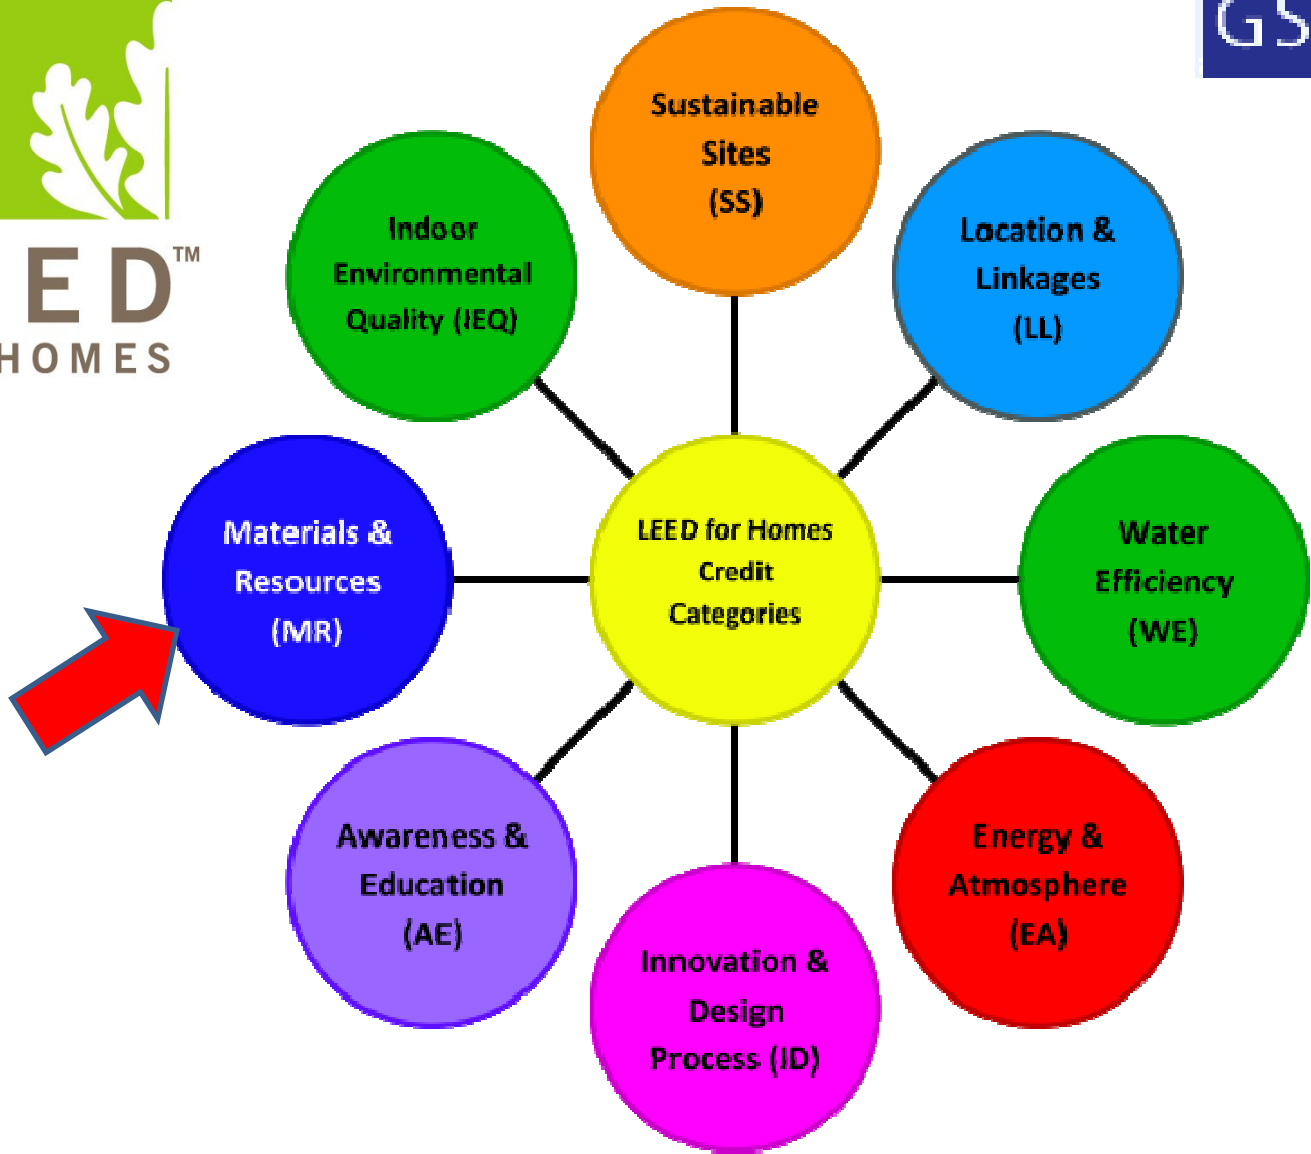 GS
Sustainable
Sites
(SS)
Indoor
Environmental
Quality (IEQ)
Location &
Linkages
(LL)
ED™
HOMES
Materials &
Resources
(MR)
LEED for Homes
Credit
Categories
Water
Efficiency
(WE)
Awareness &
Education
(AE)
Energy &
Atmosphere
(EA)
Innovation &
Design
Process (ID)